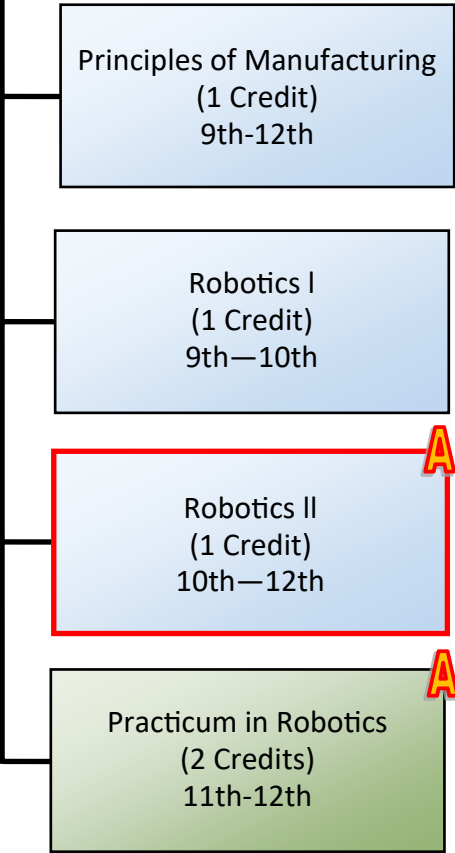 Principles of Manufacturing
(1 Credit)
9th-12th
Robotics l
(1 Credit)
9th—10th
A
Robotics ll
(1 Credit)
10th—12th
A
Practicum in Robotics
(2 Credits)
11th-12th